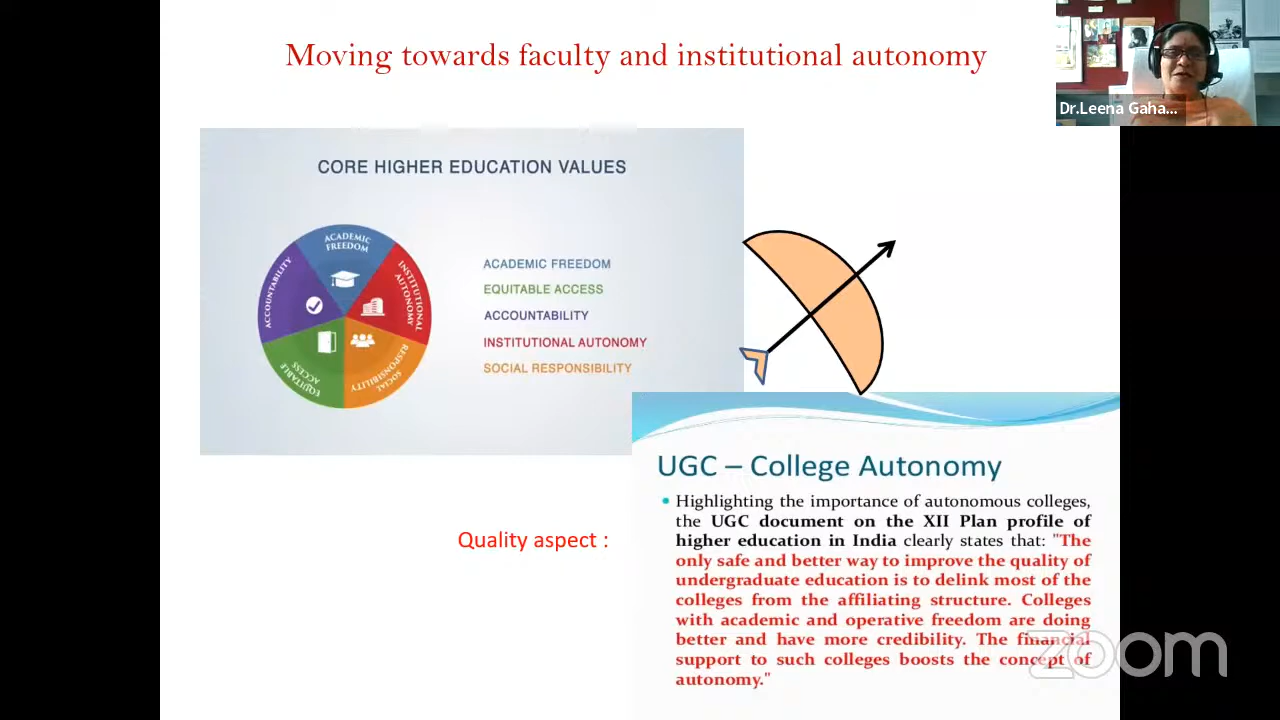 Moving towards faculty and institutional autonomy
Dr.Leena Gaha...
CORE HIGHER EDUCATION VALUES
ACADEMIC
FREEDOM
INSTITUTIONAL
AUTONOMY
SOCIAL
RESPONSIBILITY
EQUITABLE
ACCESS
ACCOUNTABILITY
ACADEMIC FREEDOM
EQUITABLE ACCESS
ACCOUNTABILITY
INSTITUTIONAL AUTONOMY
SOCIAL RESPONSIBILITY
Quality aspect :
UGC – College Autonomy
• Highlighting the importance of autonomous colleges,
the UGC document on the XII Plan profile of
higher education in India clearly states that: "The
only safe and better way to improve the quality of
undergraduate education is to delink most of the
colleges from the affiliating structure. Colleges
with academic and operative freedom are doing
better and have more credibility. The financial
support to such colleges boosts the concept of
autonomy."
zoom